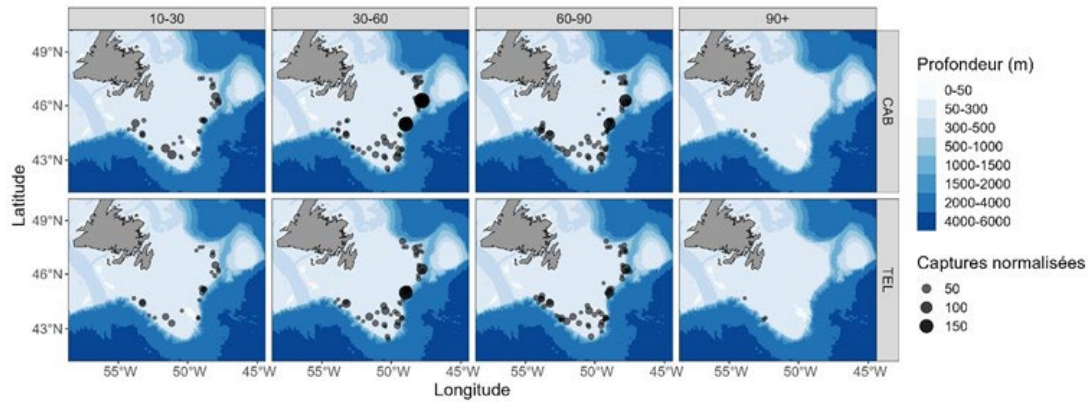 10-30
30-60
60-90
90+
49°N
46°N
43°N
CAB
49°N
46°N
43°N
TEL
55°W
50°W
45°W
55°W
50°W
45°W
55°W
50°W
45°W
55°W
50°W
45°W
Latitude
Longitude
Profondeur (m)
0-50
50-300
300-500
500-1000
1000-1500
1500-2000
2000-4000
4000-6000
Captures normalisées
50
100
150